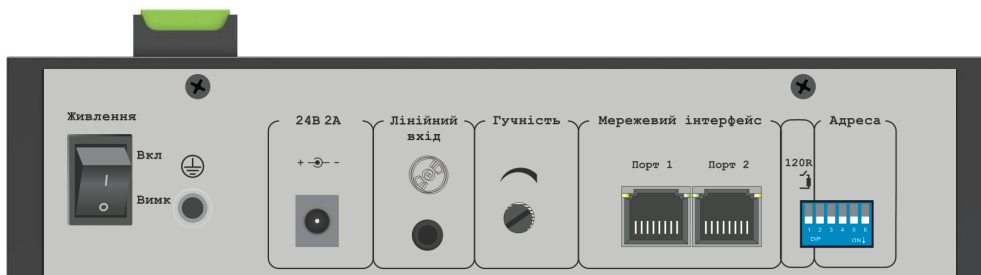 Живлення
Вкл
Вимк
24В 2А
+ -
Лінійний
вхід
Гучність
Мережевий інтерфейс
Порт 1
Порт 2
120R
Адреса
1 2 3 4 5 6
DIP
ON↓